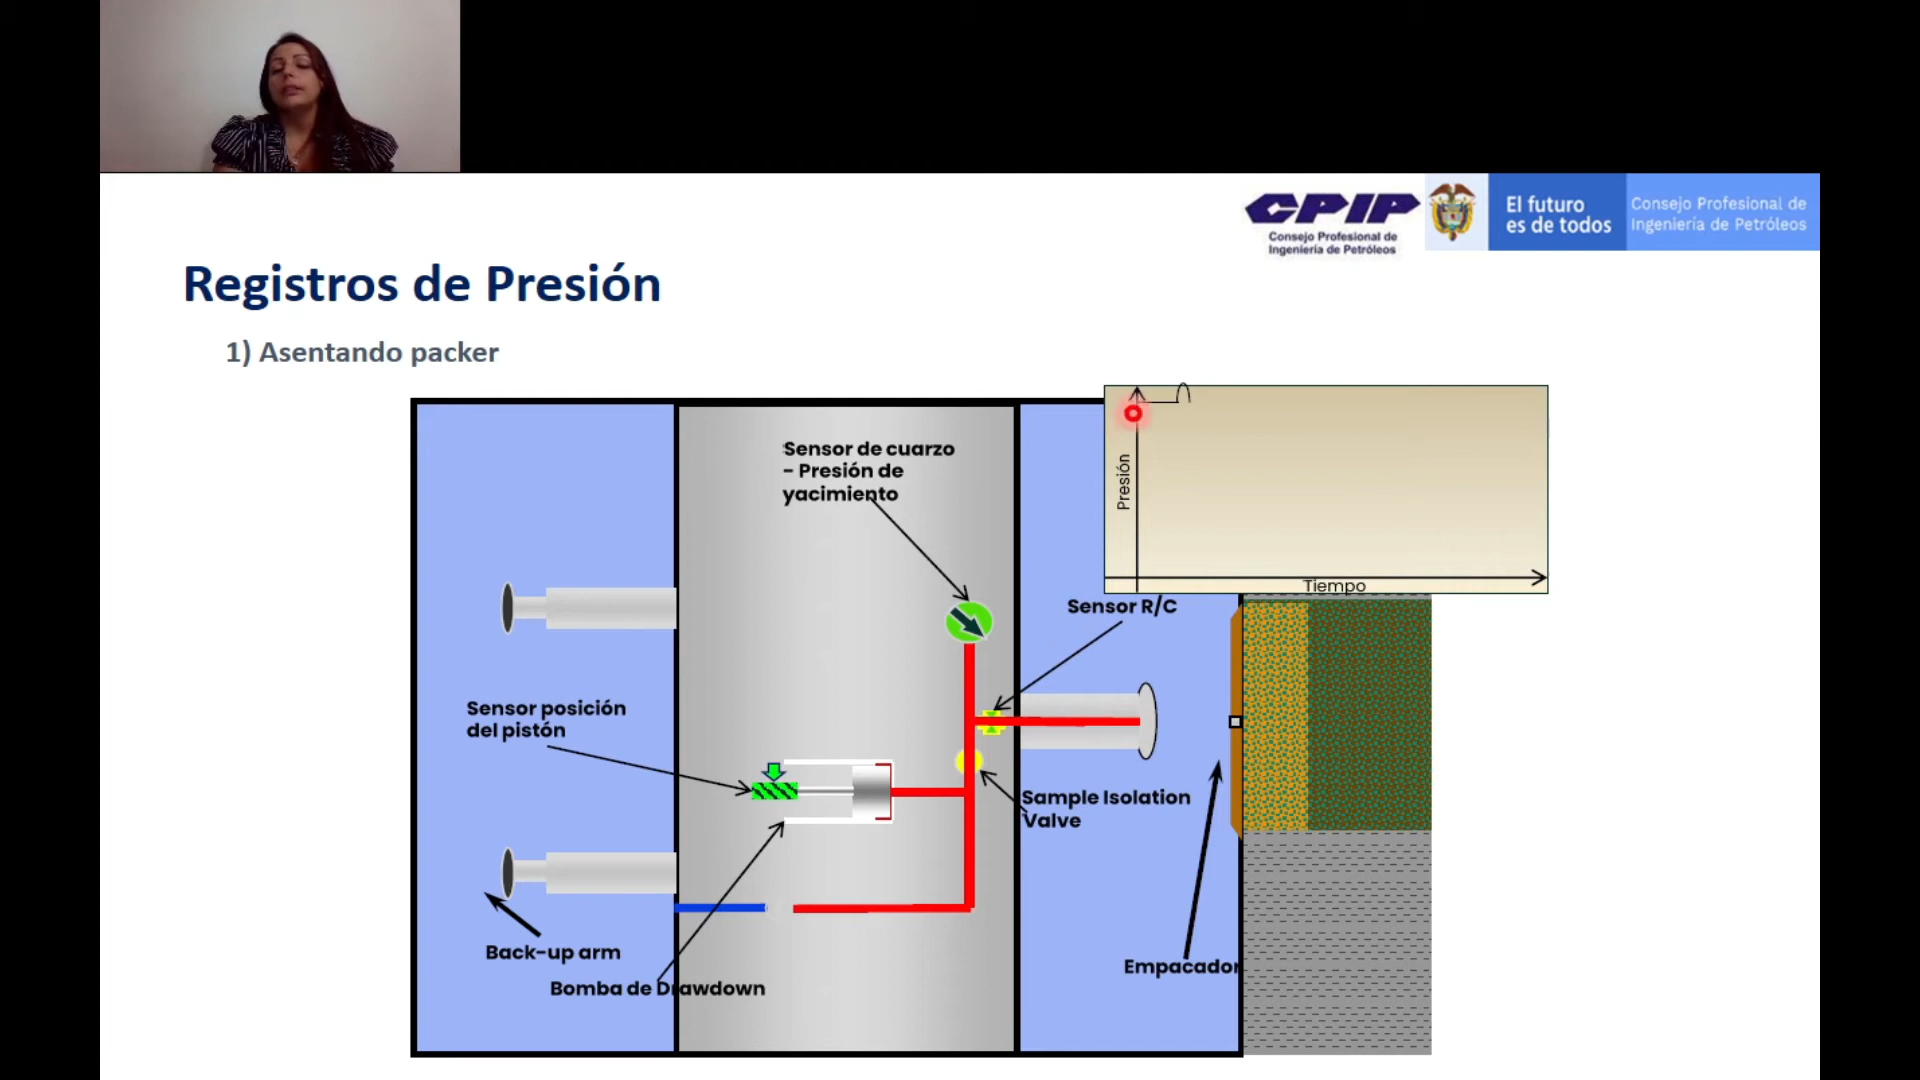 CPIP
Consejo Profesional de
Ingeniería de Petróleos
El futuro
es de todos
Consejo Profesional de
Ingeniería de Petróleos
Registros de Presión
1) Asentando packer
Sensor de cuarzo
- Presión de
yacimiento
Presión
Tiempo
Sensor R/C
Sensor posición
del pistón
Sample Isolation
Valve
Back-up arm
Bomba de Drawdown
Empacador